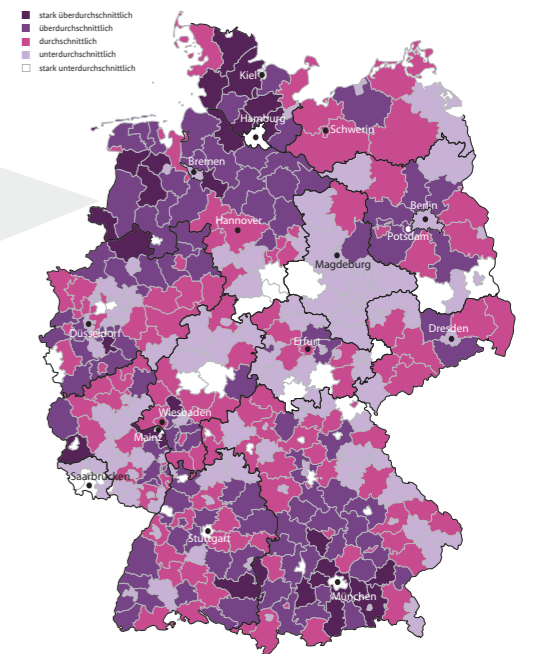 stark überdurchschnittlich
überdurchschnittlich
durchschnittlich
unterdurchschnittlich
stark unterdurchschnittlich
Kiel
Hamburg
Schwerin
Bremen
Berlin
Hannover
Potsdam
Magdeburg
Düsseldorf
Erfurt
Dresden
Wiesbaden
Mainz
Saarbrücken
Stuttgart
München